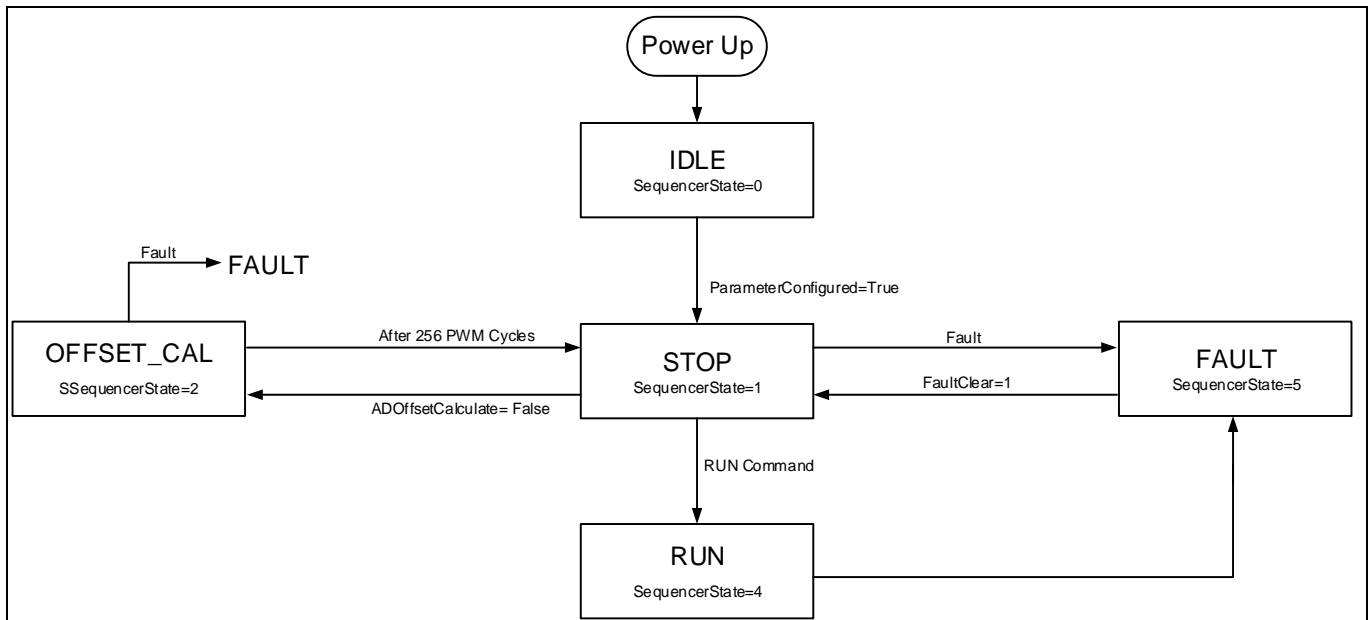 Power Up
IDLE
SequencerState=0
Fault
FAULT
ParameterConfigured=True
OFFSET_CAL
SSequencerState=2
After 256 PWM Cycles
ADOffsetCalculate= False
STOP
SequencerState=1
Fault
FaultClear=1
FAULT
SequencerState=5
RUN Command
RUN
SequencerState=4